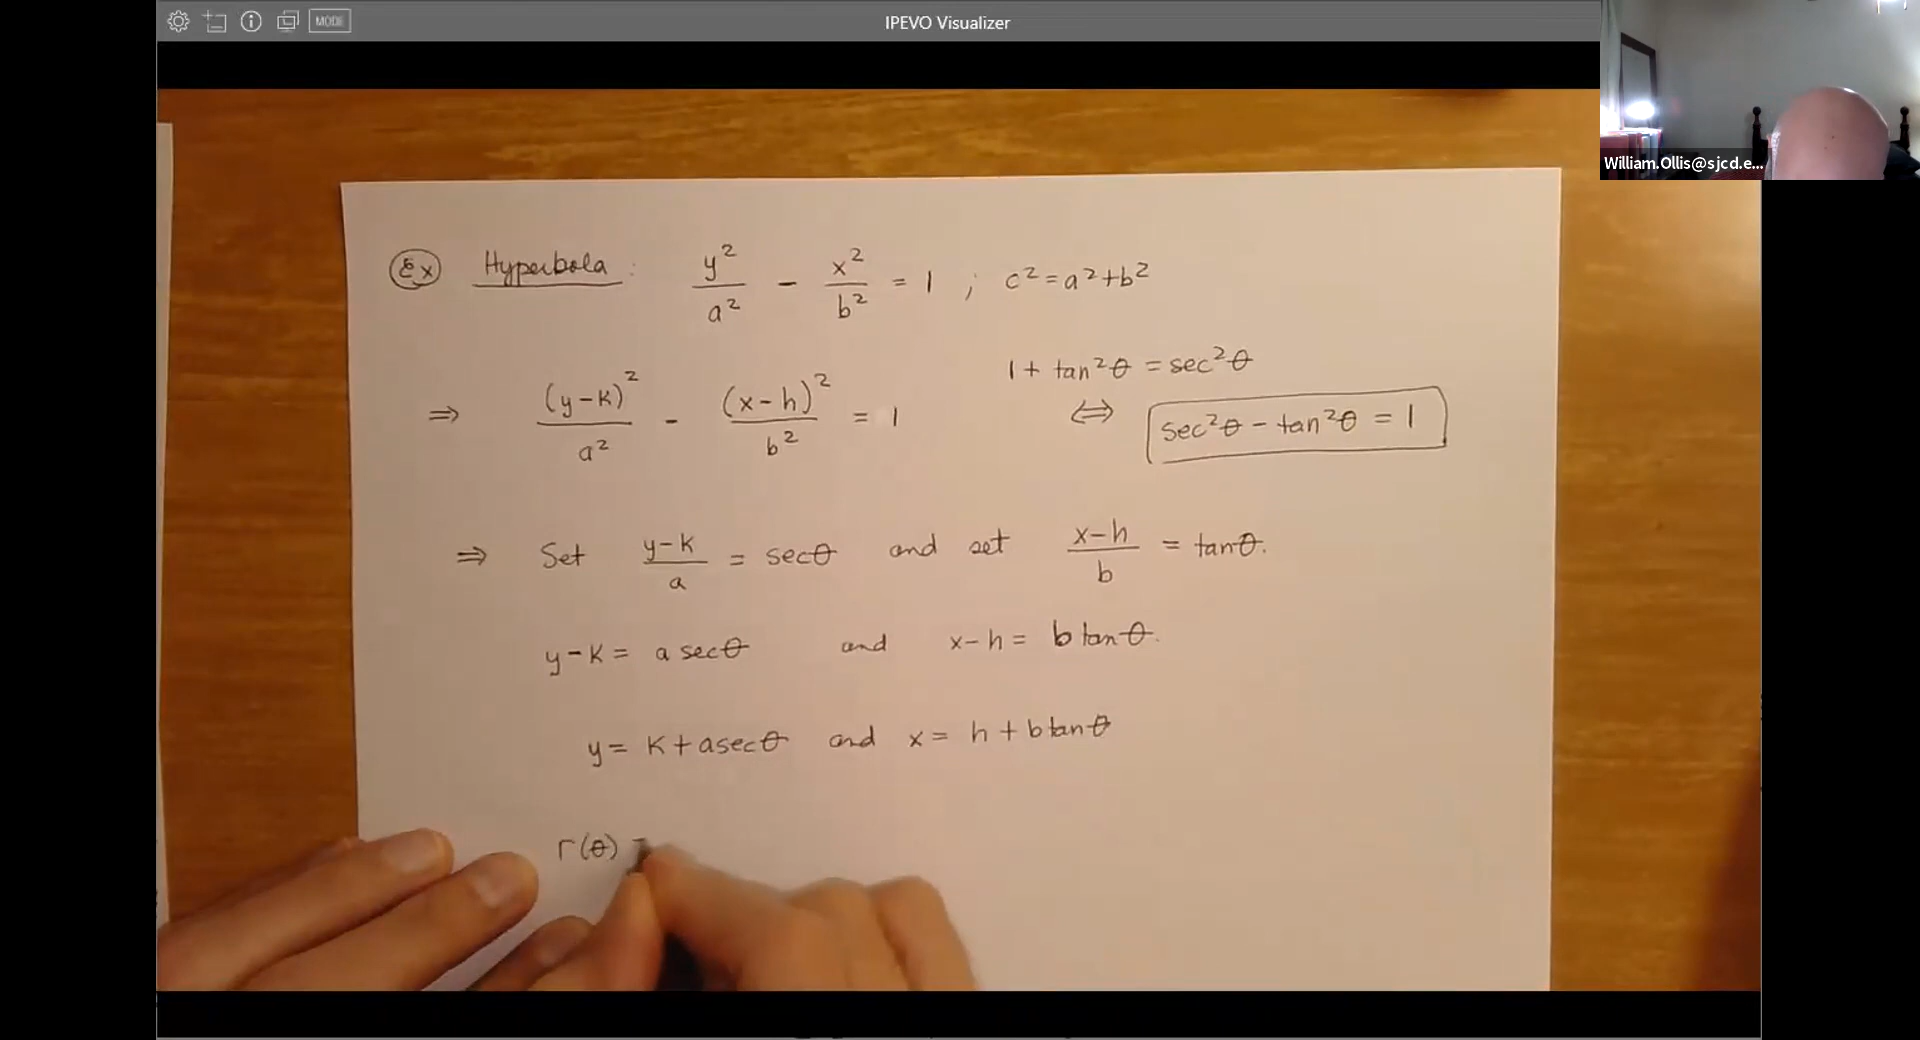 MODE
IPEVO Visualizer
William.Ollis@sjcd.e...
Ex Hyperbola: y²/a² - x²/b² = 1 ; c² = a² + b²
1 + tan²θ = sec²θ
⇒ (y-k)²/a² - (x-h)²/b² = 1
⇔ sec²θ - tan²θ = 1
⇒ Set y-k/a = secθ and set x-h/b = tanθ.
y-k = a secθ and x-h = b tanθ.
y = k + a secθ and x = h + b tanθ
r(θ) =